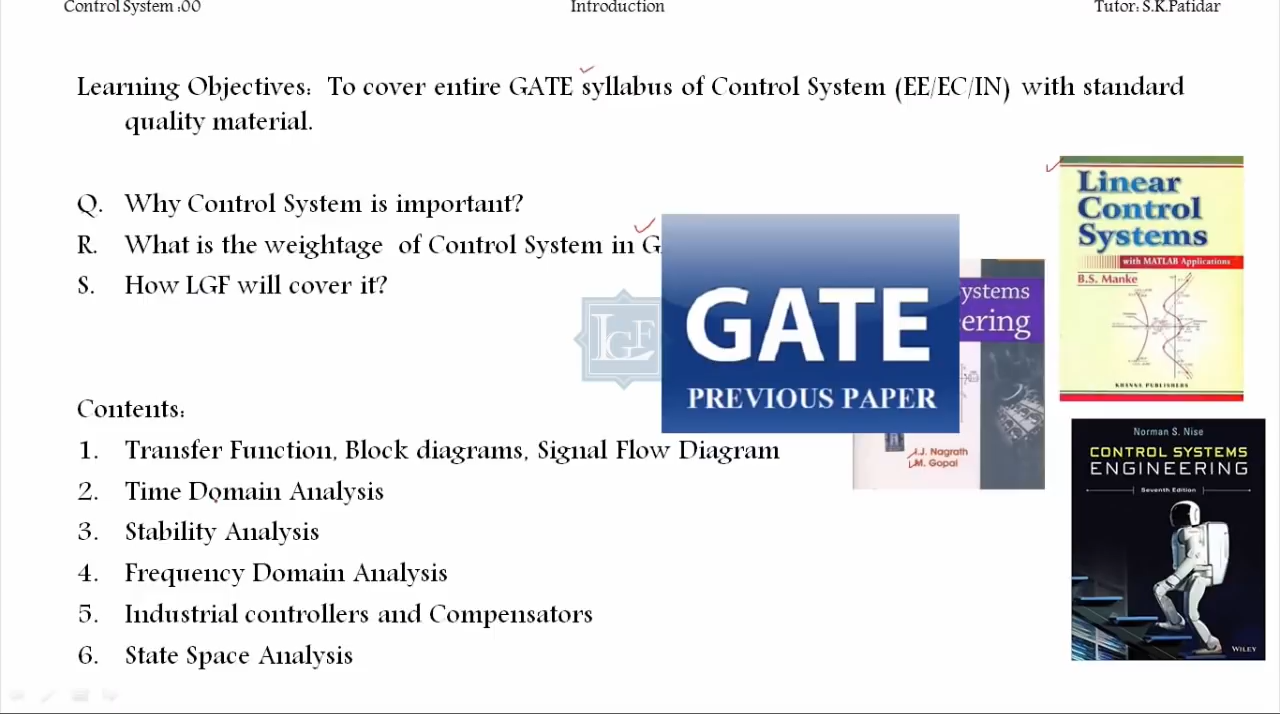 Control System :00
Introduction
Tutor: S.K.Patidar
Learning Objectives: To cover entire GATE syllabus of Control System (EE/EC/IN) with standard
quality material.
Q. Why Control System is important?
R. What is the weightage of Control System in G
S. How LGF will cover it?
LGF
GATE
PREVIOUS PAPER
ystems
ering
I.J. Nagrath
M. Gopal
Linear
Control
Systems
with MATLAB Applications
B.S. Manke
KHANNA PUBLISHERS
Contents:
1. Transfer Function, Block diagrams, Signal Flow Diagram
2. Time Domain Analysis
3. Stability Analysis
4. Frequency Domain Analysis
5. Industrial controllers and Compensators
6. State Space Analysis
Norman S. Nise
CONTROL SYSTEMS
ENGINEERING
Seventh Edition
WILEY